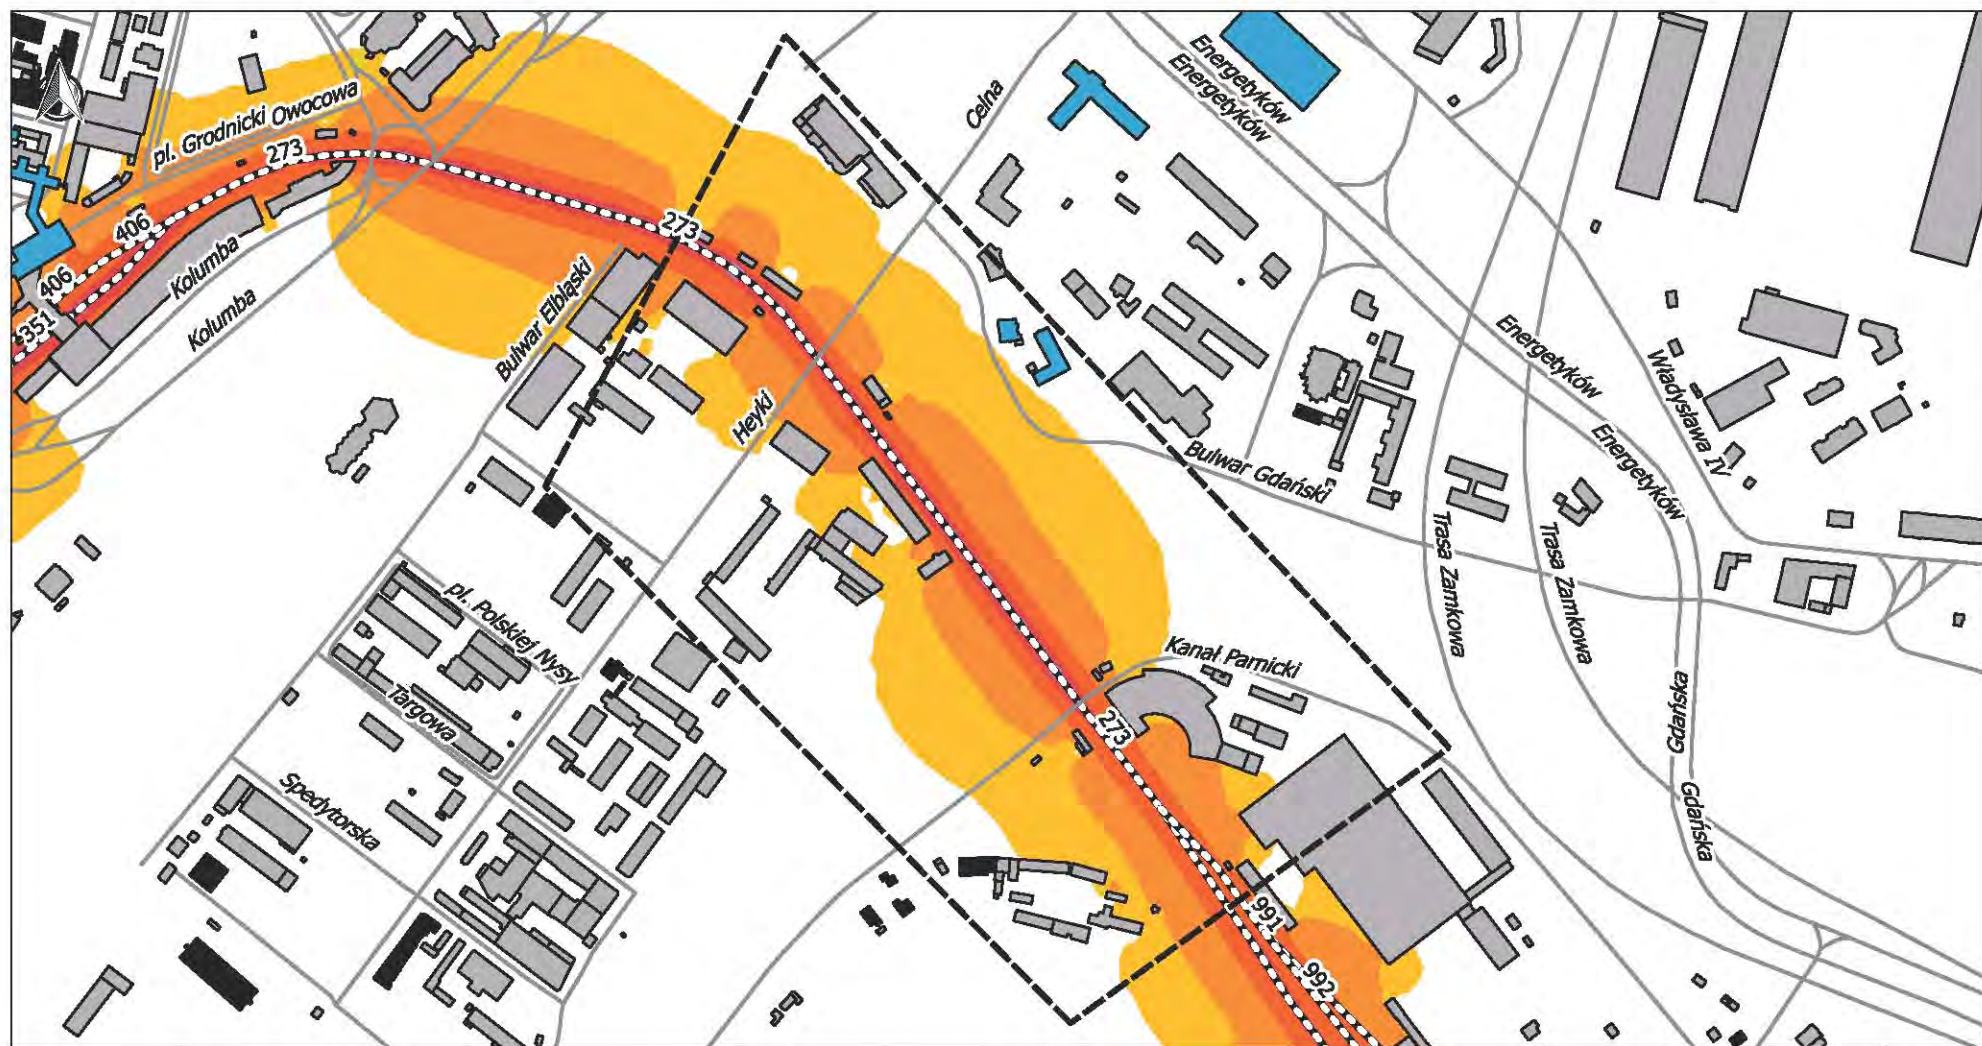 Energetyków
Energetyków
Celna
pl. Grodnicki
Owocowa
273
273
406
406
351
Kolumba
Kolumba
Bulwar Elbląski
Heyki
Energetyków
Energetyków
Władysława IV
Bulwar Gdański
Trasa Zamkowa
Trasa Zamkowa
pl. Polskiej Nysy
Targowa
Spedytorska
Kanał Parnicki
273
Gdańska
Gdańska
991
992